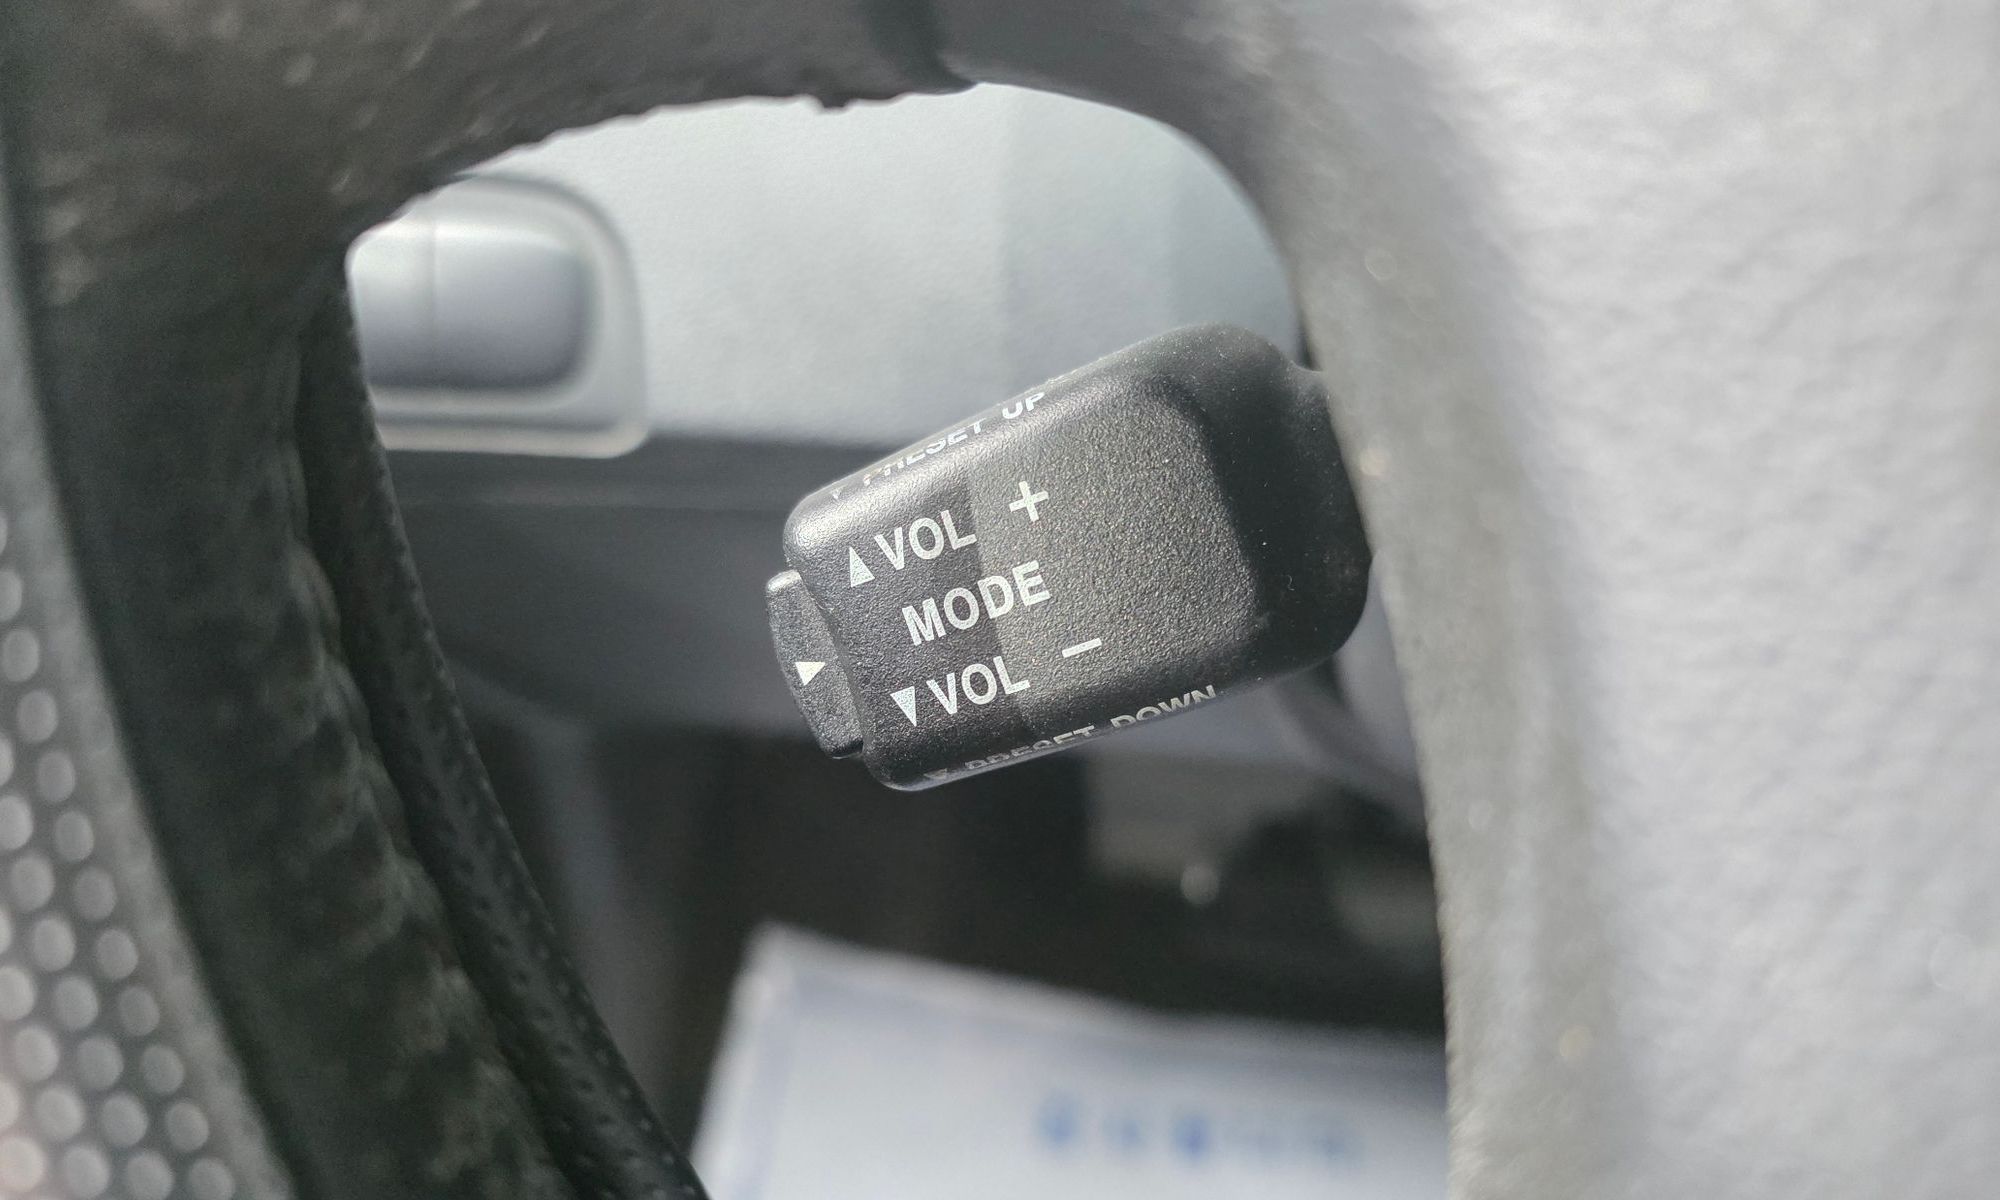 PRESET UP
▲VOL +
MODE
▼VOL −
▼ PRESET DOWN